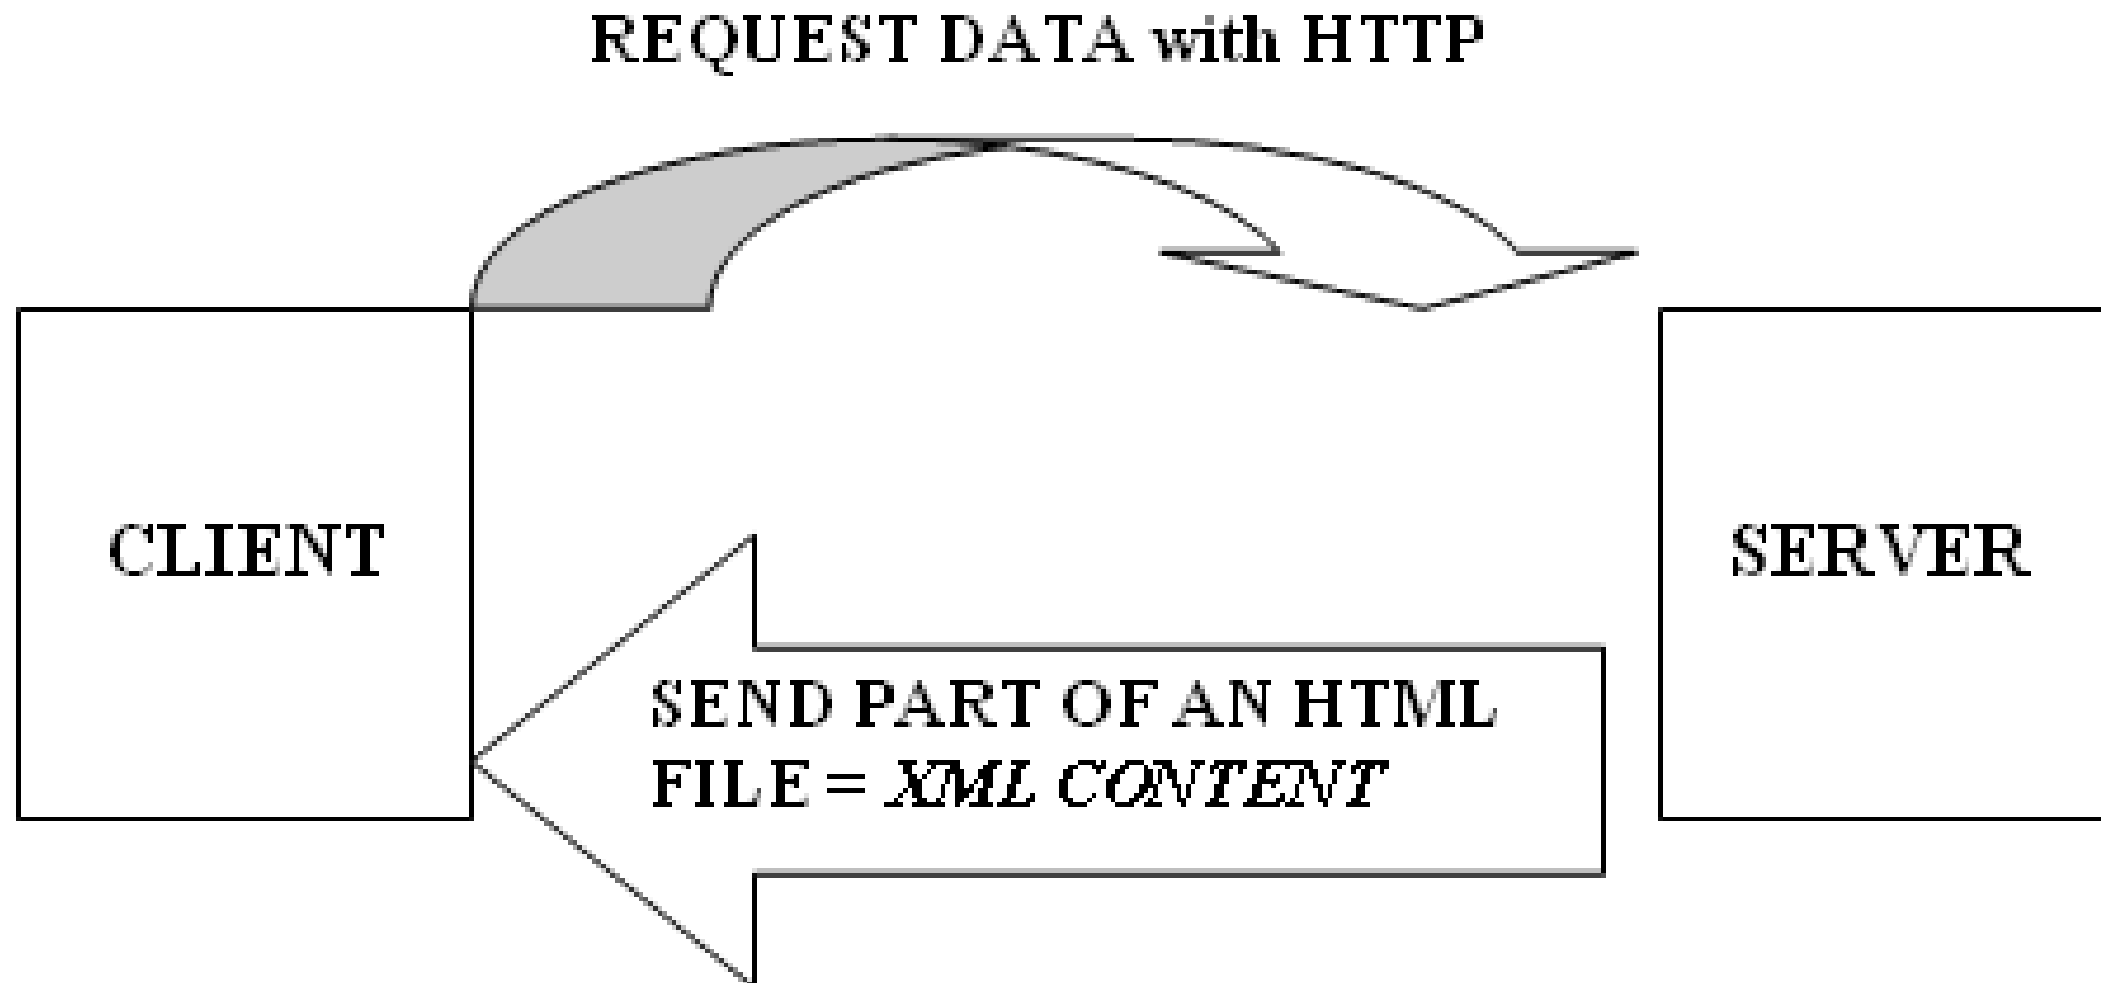 REQUEST DATA with HTTP
CLIENT
SERVER
SEND PART OF AN HTML
FILE = XML CONTENT